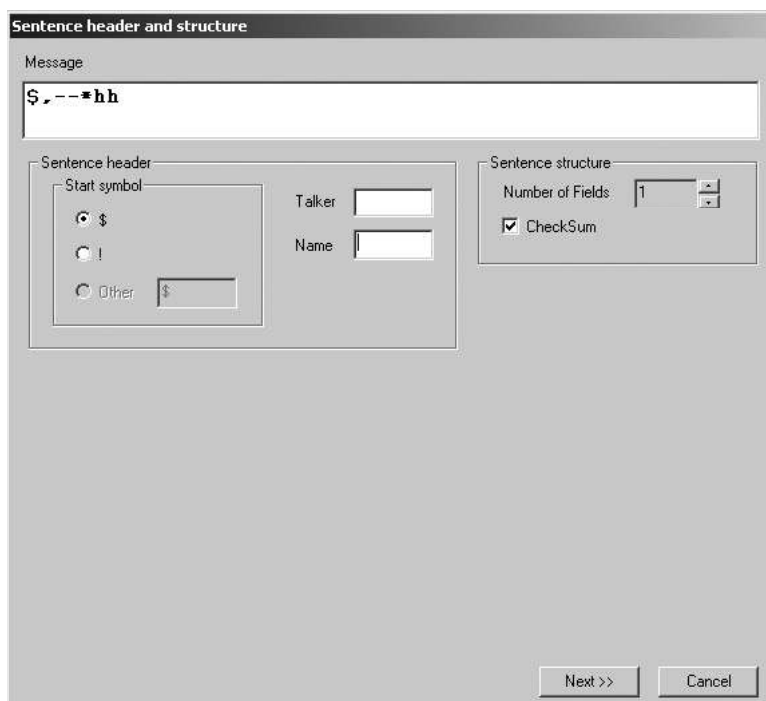 Sentence header and structure
Message
$,--*hh
Sentence header
Start symbol
$
!
Other $
Talker
Name
Sentence structure
Number of Fields 1
CheckSum
Next >> Cancel